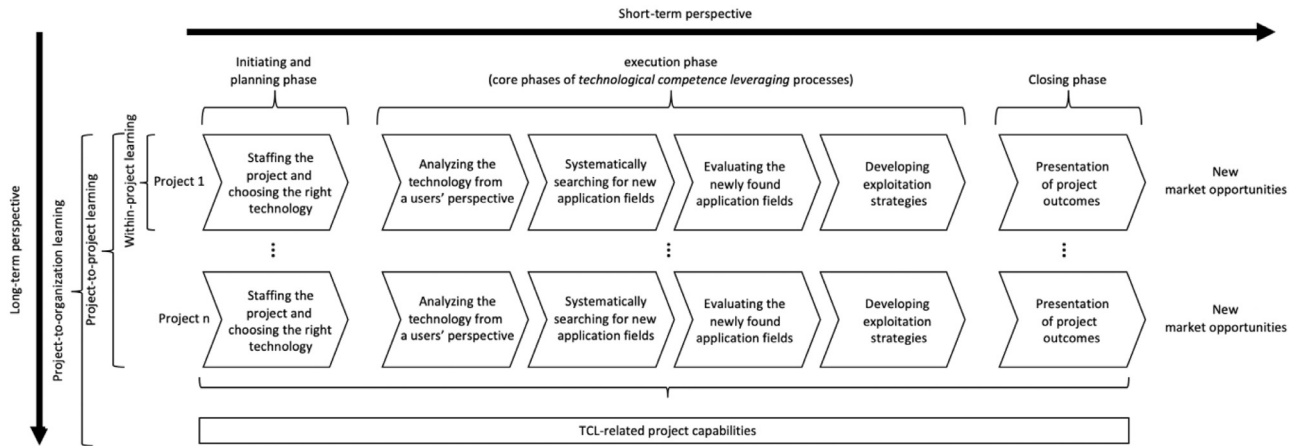 Short-term perspective
Long-term perspective
Project-to-organization learning
Project-to-project learning
Within-project learning
Initiating and
planning phase
execution phase
(core phases of technological competence leveraging processes)
Closing phase
Project 1
Staffing the
project and
choosing the right
technology
Analyzing the
technology from
a users’ perspective
Systematically
searching for new
application fields
Evaluating the
newly found
application fields
Developing
exploitation
strategies
Presentation
of project
outcomes
New
market opportunities
Project n
Staffing the
project and
choosing the right
technology
Analyzing the
technology from
a users’ perspective
Systematically
searching for new
application fields
Evaluating the
newly found
application fields
Developing
exploitation
strategies
Presentation
of project
outcomes
New
market opportunities
TCL-related project capabilities